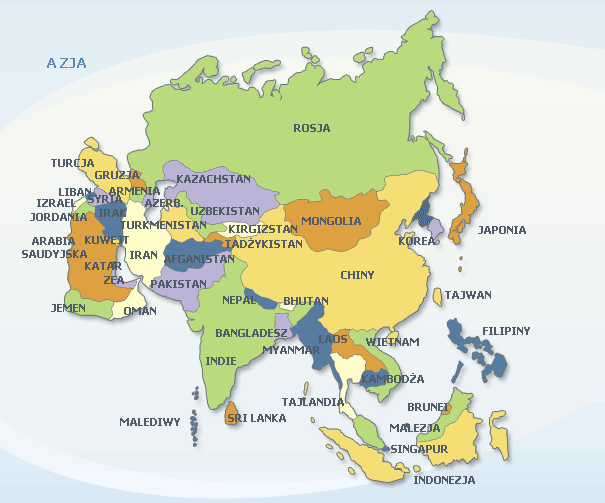 AZJA
ROSJA
TURCJA
GRUZJA
KAZACHSTAN
LIBAN
SYRIA
ARMENIA
AZERB.
IZRAEL
UZBEKISTAN
JORDANIA
IRAK
TURKMENISTAN
KIRGIZSTAN
MONGOLIA
JAPONIA
ARABIA
SAUDYJSKA
KUWEJT
IRAN
TADŻYKISTAN
KOREA
AFGANISTAN
KATAR
ZEA
PAKISTAN
CHINY
JEMEN
OMAN
NEPAL
BHUTAN
TAJWAN
BANGLADESZ
LAOS
WIETNAM
FILIPINY
INDIE
MYANMAR
KAMBODŻA
MALEDIWY
SRI LANKA
TAJLANDIA
BRUNEI
MALEZJA
SINGAPUR
INDONEZJA